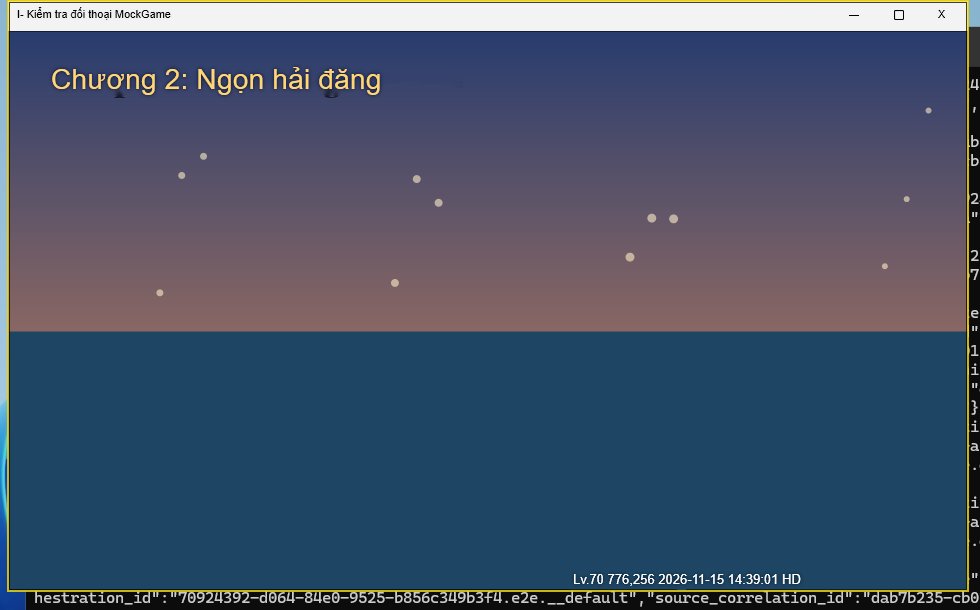 I- Kiểm tra đối thoại MockGame
Chương 2: Ngọn hải đăng
Lv.70 776,256 2026-11-15 14:39:01 HD
hestration_id":"70924392-d064-84e0-9525-b856c349b3f4.e2e.__default","source_correlation_id":"dab7b235-cb6